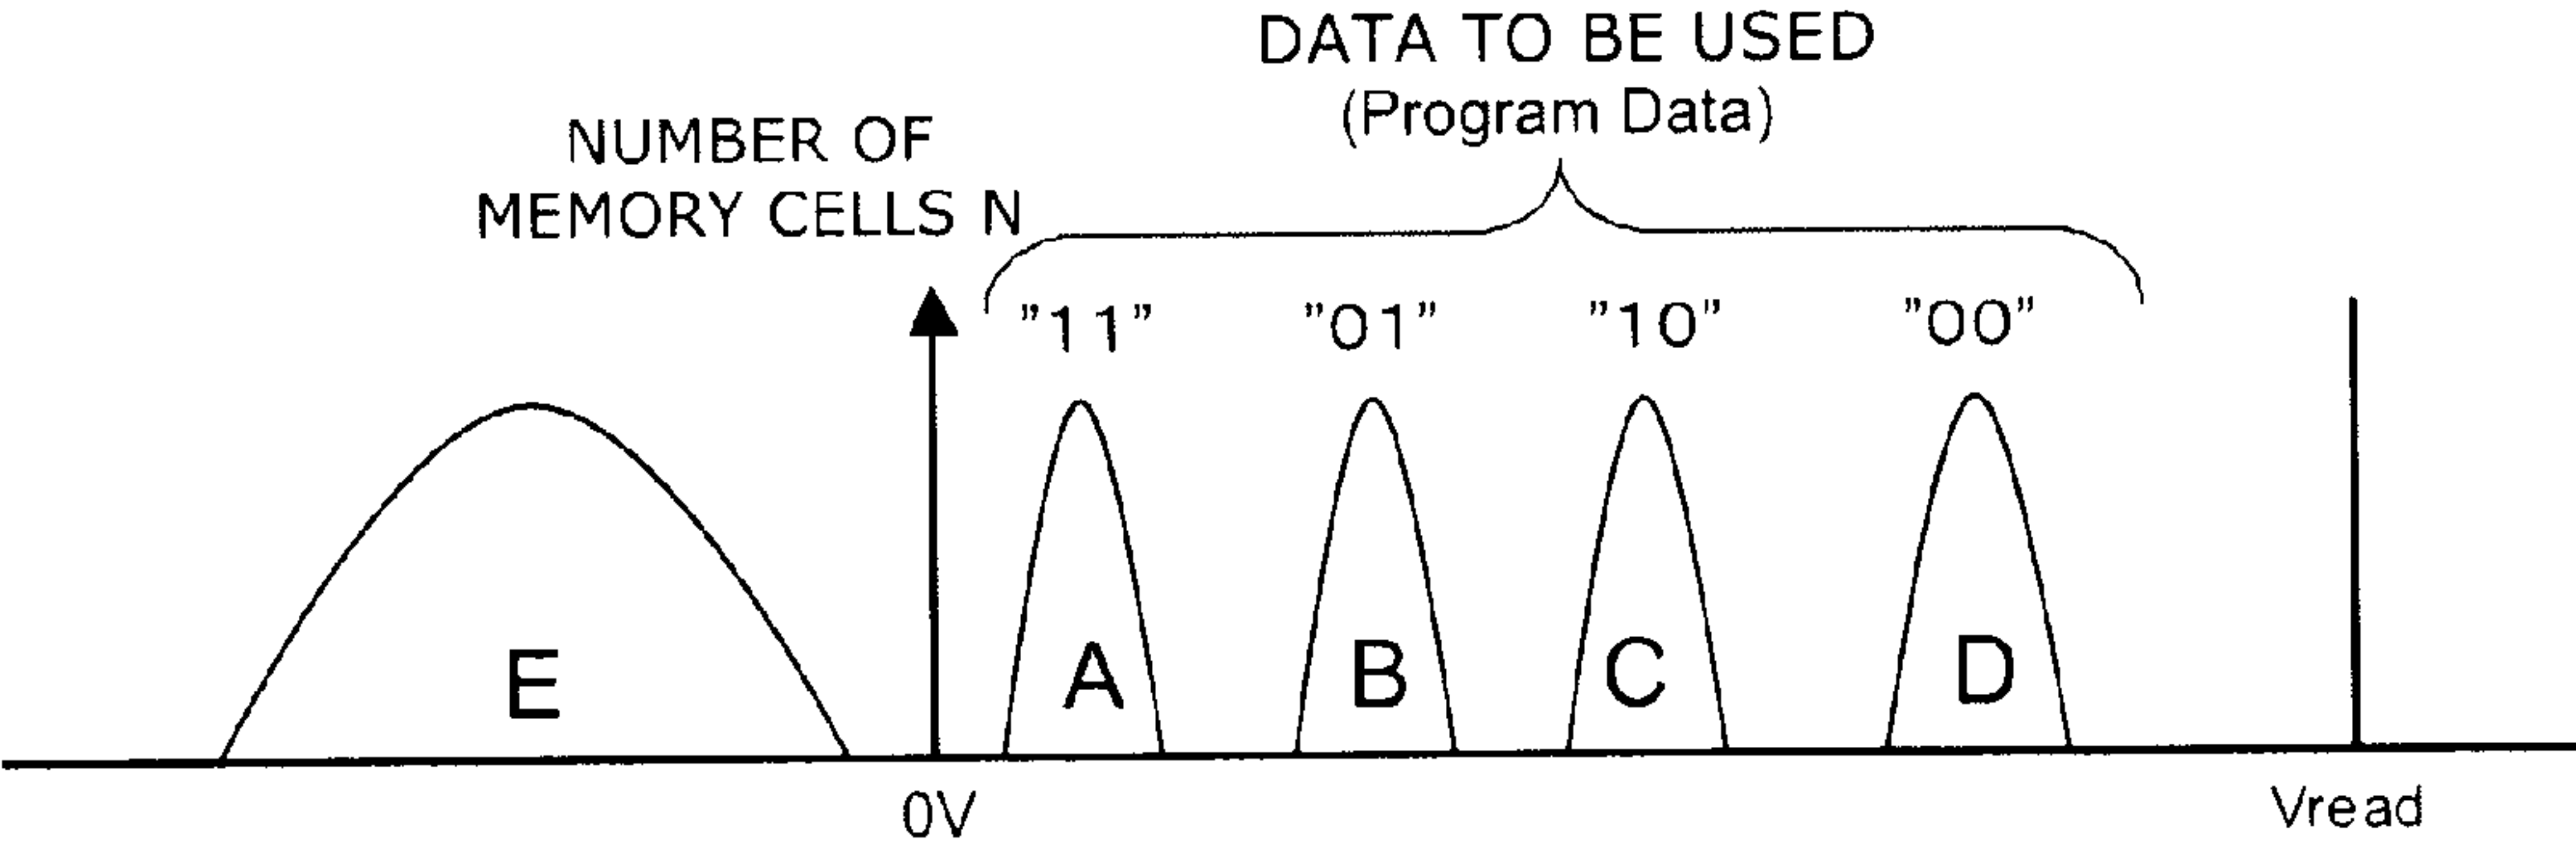 DATA TO BE USED
(Program Data)
NUMBER OF
MEMORY CELLS N
"11" "01" "10" "00"
E A B C D
0V Vread